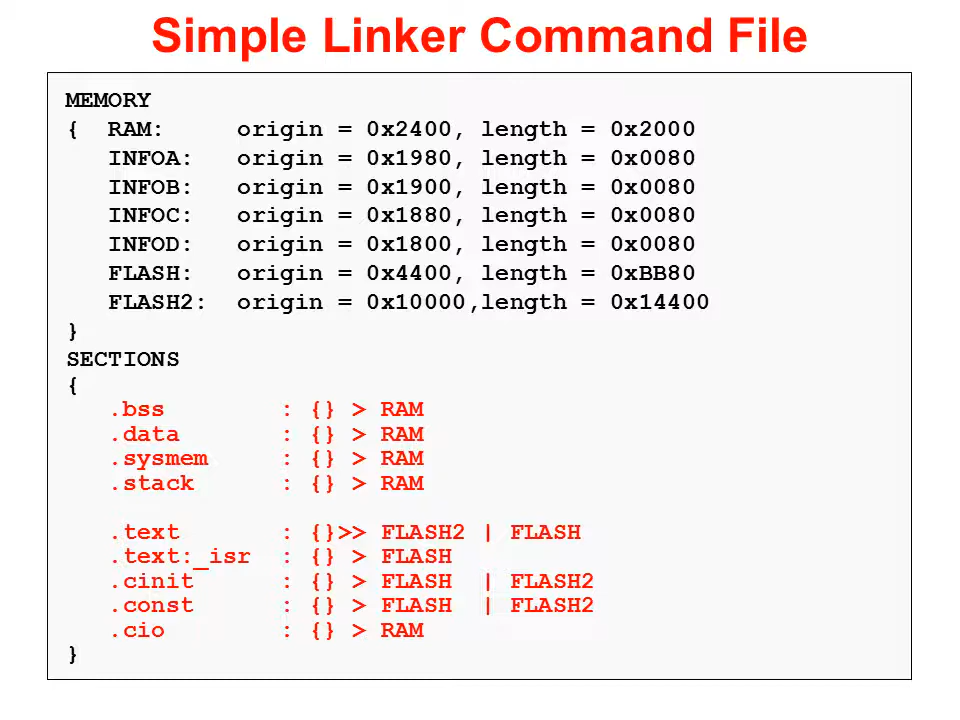 Simple Linker Command File
MEMORY
{  RAM:     origin = 0x2400, length = 0x2000
   INFOA:   origin = 0x1980, length = 0x0080
   INFOB:   origin = 0x1900, length = 0x0080
   INFOC:   origin = 0x1880, length = 0x0080
   INFOD:   origin = 0x1800, length = 0x0080
   FLASH:   origin = 0x4400, length = 0xBB80
   FLASH2:  origin = 0x10000,length = 0x14400
}
SECTIONS
{
   .bss        : {} > RAM
   .data       : {} > RAM
   .sysmem     : {} > RAM
   .stack      : {} > RAM
   .text       : {}>> FLASH2 | FLASH
   .text:_isr  : {} > FLASH
   .cinit      : {} > FLASH  | FLASH2
   .const      : {} > FLASH  | FLASH2
   .cio        : {} > RAM
}